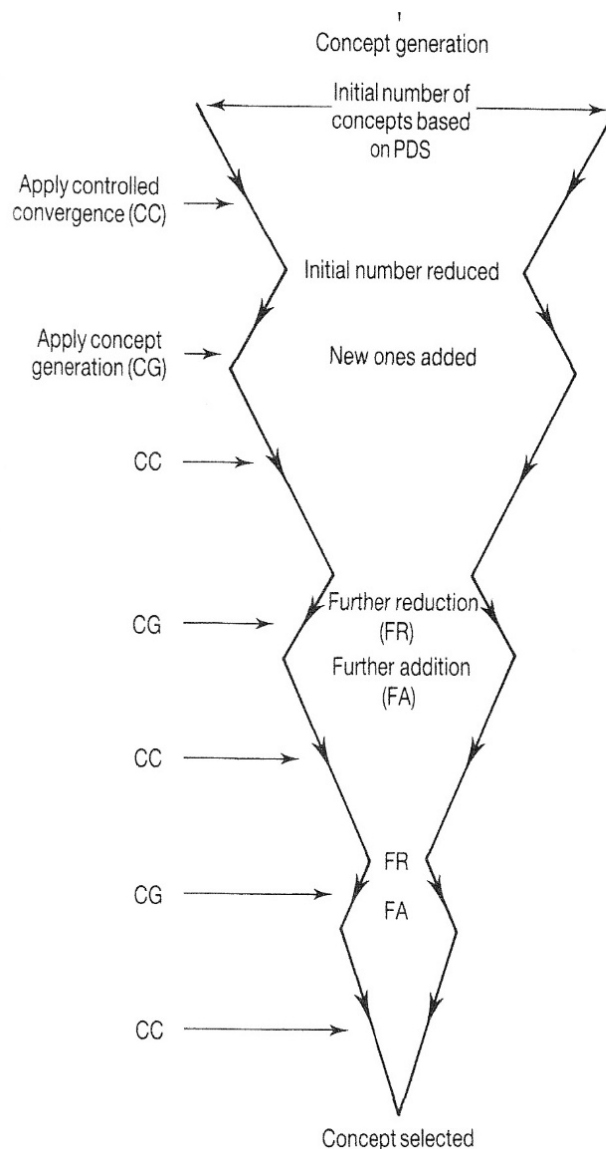 Concept generation
Initial number of
concepts based
on PDS
Apply controlled
convergence (CC)
Initial number reduced
Apply concept
generation (CG)
New ones added
CC
Further reduction
(FR)
CG
Further addition
(FA)
CC
FR
CG
FA
CC
Concept selected